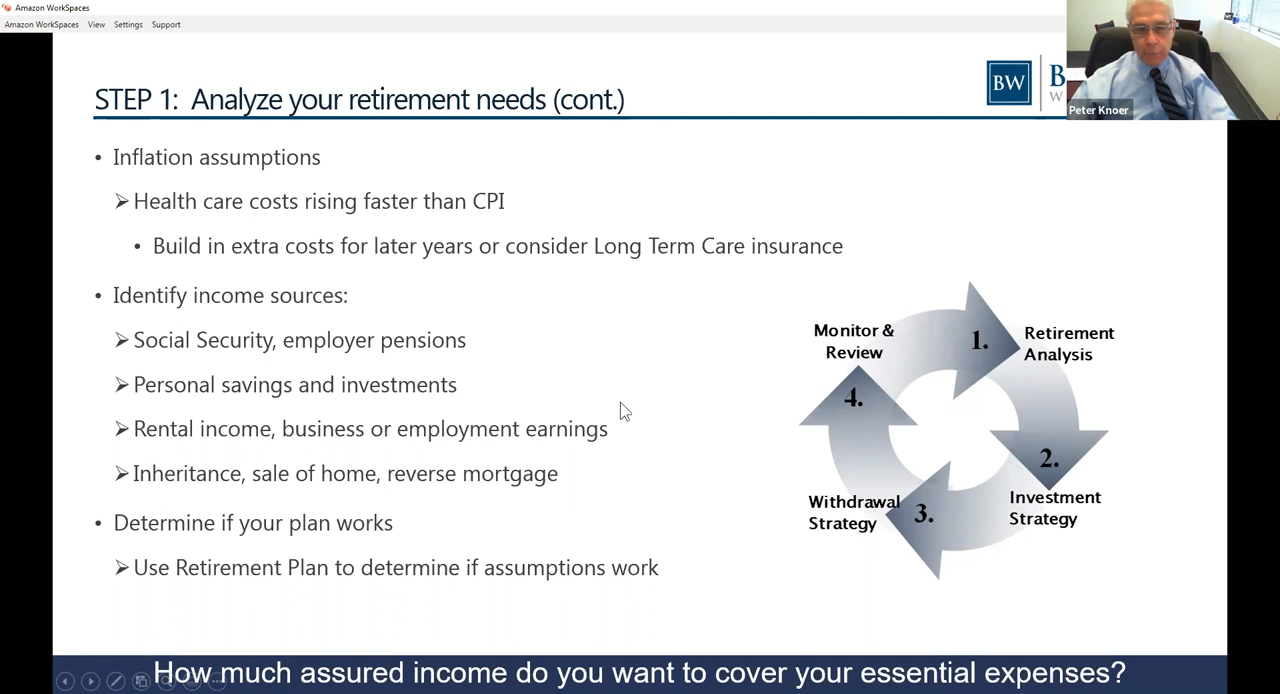 Amazon WorkSpaces
Amazon WorkSpaces View Settings Support
STEP 1: Analyze your retirement needs (cont.)
BW
B
W
Peter Knoer
• Inflation assumptions
➢ Health care costs rising faster than CPI
• Build in extra costs for later years or consider Long Term Care insurance
• Identify income sources:
➢ Social Security, employer pensions
➢ Personal savings and investments
➢ Rental income, business or employment earnings
➢ Inheritance, sale of home, reverse mortgage
• Determine if your plan works
➢ Use Retirement Plan to determine if assumptions work
1.
Retirement
Analysis
2.
Investment
Strategy
3.
Withdrawal
Strategy
4.
Monitor &
Review
How much assured income do you want to cover your essential expenses?